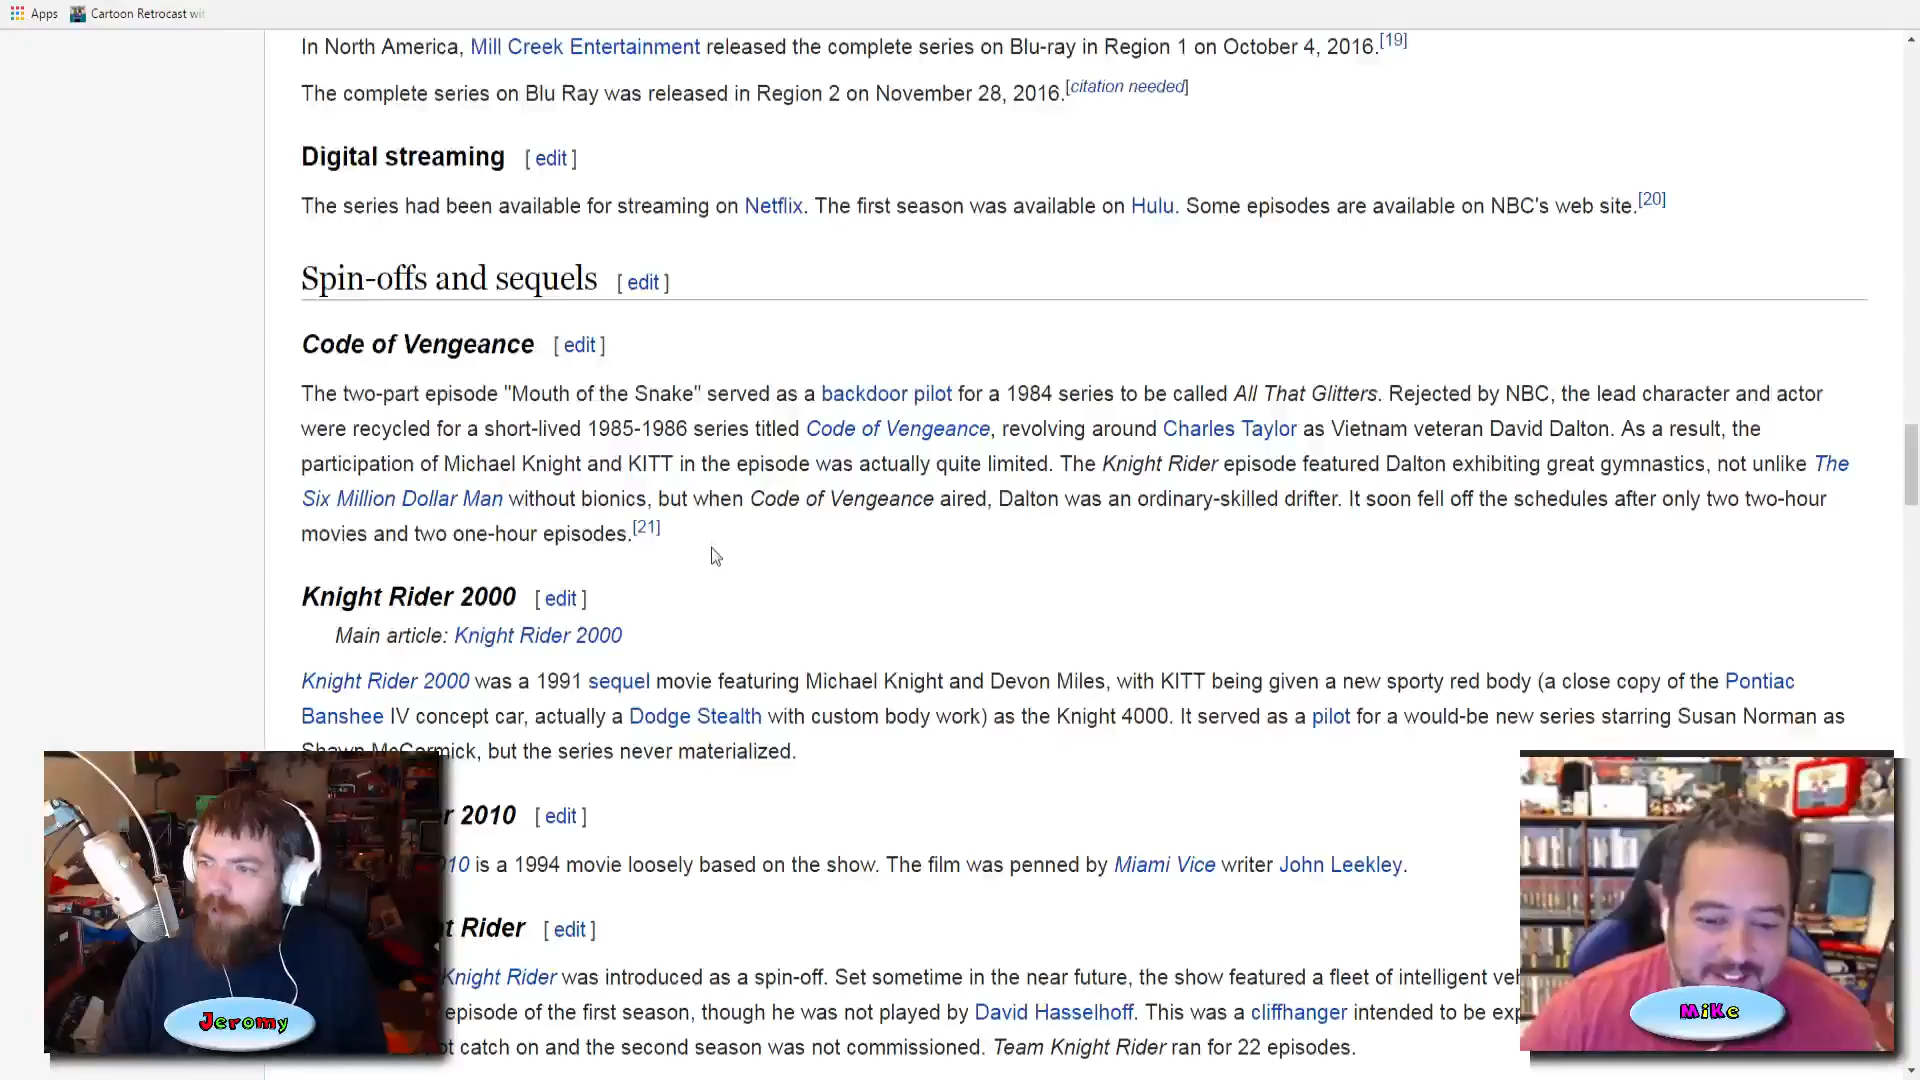 Apps Cartoon Retrocast wit
In North America, Mill Creek Entertainment released the complete series on Blu-ray in Region 1 on October 4, 2016.[19]
The complete series on Blu Ray was released in Region 2 on November 28, 2016.[citation needed]
Digital streaming [ edit ]
The series had been available for streaming on Netflix. The first season was available on Hulu. Some episodes are available on NBC's web site.[20]
Spin-offs and sequels [ edit ]
Code of Vengeance [ edit ]
The two-part episode "Mouth of the Snake" served as a backdoor pilot for a 1984 series to be called All That Glitters. Rejected by NBC, the lead character and actor
were recycled for a short-lived 1985-1986 series titled Code of Vengeance, revolving around Charles Taylor as Vietnam veteran David Dalton. As a result, the
participation of Michael Knight and KITT in the episode was actually quite limited. The Knight Rider episode featured Dalton exhibiting great gymnastics, not unlike The
Six Million Dollar Man without bionics, but when Code of Vengeance aired, Dalton was an ordinary-skilled drifter. It soon fell off the schedules after only two two-hour
movies and two one-hour episodes.[21]
Knight Rider 2000 [ edit ]
Main article: Knight Rider 2000
Knight Rider 2000 was a 1991 sequel movie featuring Michael Knight and Devon Miles, with KITT being given a new sporty red body (a close copy of the Pontiac
Banshee IV concept car, actually a Dodge Stealth with custom body work) as the Knight 4000. It served as a pilot for a would-be new series starring Susan Norman as
Shawn McCormick, but the series never materialized.
r 2010 [ edit ]
10 is a 1994 movie loosely based on the show. The film was penned by Miami Vice writer John Leekley.
t Rider [ edit ]
Knight Rider was introduced as a spin-off. Set sometime in the near future, the show featured a fleet of intelligent veh
episode of the first season, though he was not played by David Hasselhoff. This was a cliffhanger intended to be exp
ot catch on and the second season was not commissioned. Team Knight Rider ran for 22 episodes.
Jeromy
MiKe